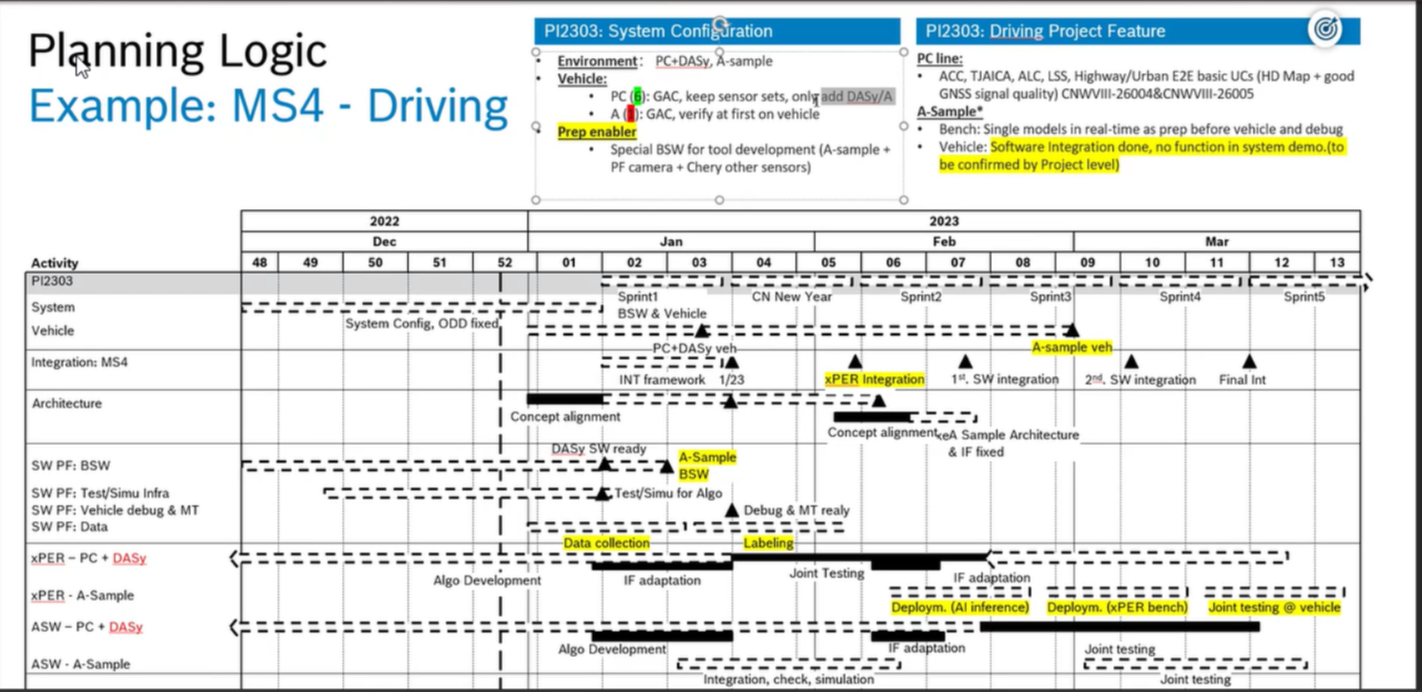 Planning Logic
Example: MS4 - Driving
PI2303: System Configuration
Environment: PC+DASy, A-sample
Vehicle:
PC (6): GAC, keep sensor sets, only add DASy/A
A ( ): GAC, verify at first on vehicle
Prep enabler
Special BSW for tool development (A-sample +
PF camera + Chery other sensors)
PI2303: Driving Project Feature
PC line:
ACC, TJAICA, ALC, LSS, Highway/Urban E2E basic UCs (HD Map + good
GNSS signal quality) CNWVIII-26004&CNWVIII-26005
A-Sample*
Bench: Single models in real-time as prep before vehicle and debug
Vehicle: Software Integration done, no function in system demo.(to
be confirmed by Project level)
2022 2023
Dec Jan Feb Mar
Activity 48 49 50 51 52 01 02 03 04 05 06 07 08 09 10 11 12 13
PI2303
Sprint1 CN New Year Sprint2 Sprint3 Sprint4 Sprint5
System
System Config, ODD fixed
BSW & Vehicle
Vehicle
PC+DASy veh
A-sample veh
Integration: MS4
INT framework 1/23 xPER Integration 1st. SW integration 2nd. SW integration Final Int
Architecture
Concept alignment
Concept alignment
A Sample Architecture
& IF fixed
SW PF: BSW
DASy SW ready
A-Sample
BSW
SW PF: Test/Simu Infra
Test/Simu for Algo
SW PF: Vehicle debug & MT
Debug & MT realy
SW PF: Data
Data collection Labeling
xPER – PC + DASy
Algo Development IF adaptation Joint Testing IF adaptation
xPER - A-Sample
Deploym. (AI inference) Deploym. (xPER bench) Joint testing @ vehicle
ASW – PC + DASy
Algo Development IF adaptation Joint testing
ASW - A-Sample
Integration, check, simulation Joint testing